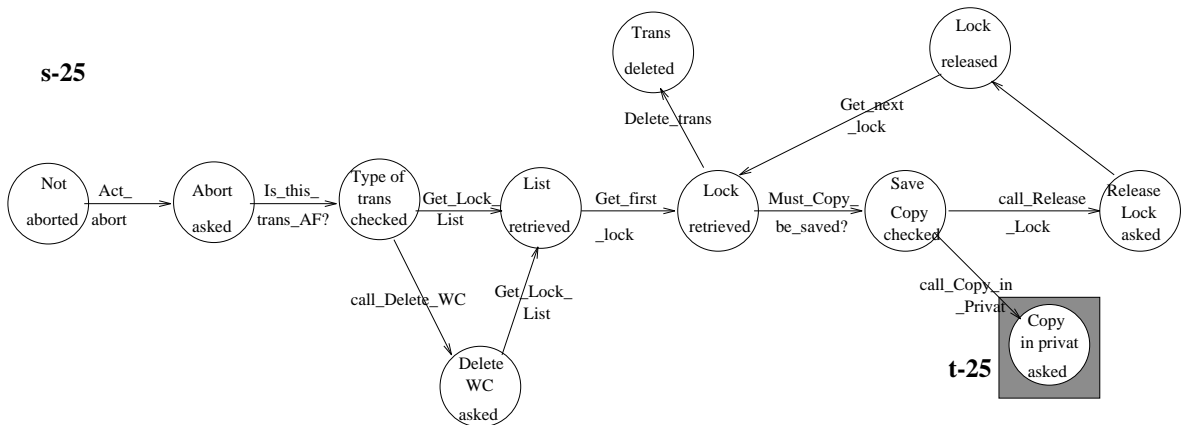 s-25
Trans
deleted
Lock
released
Delete_trans
Get_next
_lock
Not
aborted
Act_
abort
Abort
asked
Is_this_
trans_AF?
Type of
trans
checked
Get_Lock_
List
List
retrieved
Get_first
_lock
Lock
retrieved
Must_Copy_
be_saved?
Save
Copy
checked
call_Release
_Lock
Release
Lock
asked
call_Delete_WC
Get_Lock_
List
call_Copy_in
_Privat
Delete
WC
asked
Copy
in privat
asked
t-25